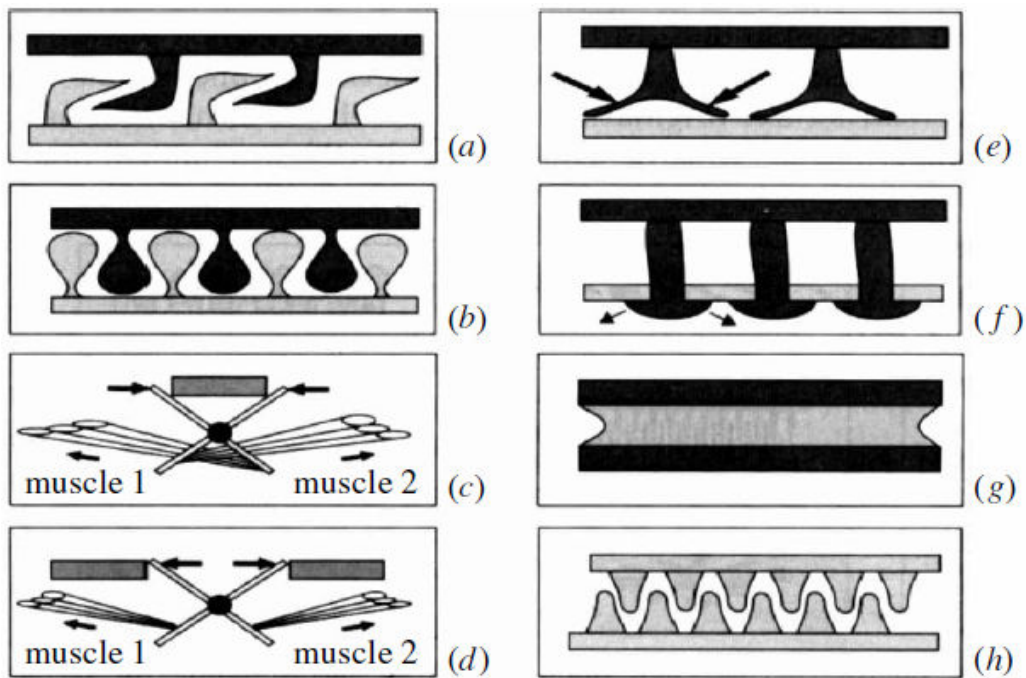 (a)
(b)
muscle 1 muscle 2 (c)
muscle 1 muscle 2 (d)
(e)
(f)
(g)
(h)